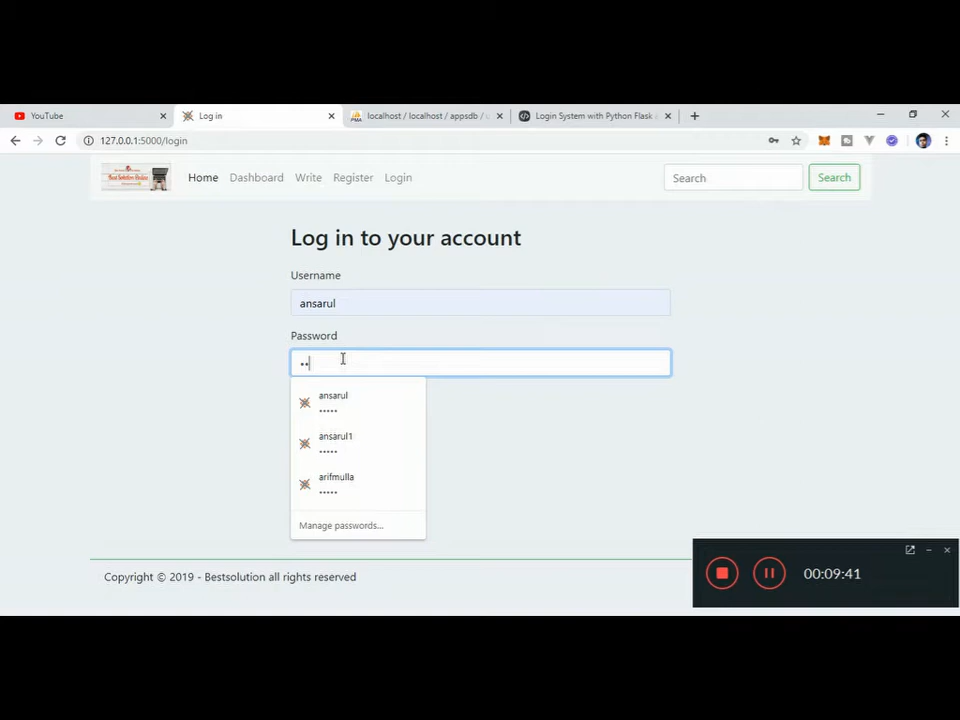 YouTube
Log in
localhost / localhost / appsdb /
Login System with Python Flask
127.0.0.1:5000/login
Home
Dashboard
Write
Register
Login
Search
Search
Log in to your account
Username
ansarul
Password
••
ansarul
•••••
ansarul1
•••••
arifmulla
•••••
Manage passwords...
Copyright © 2019 - Bestsolution all rights reserved
00:09:41